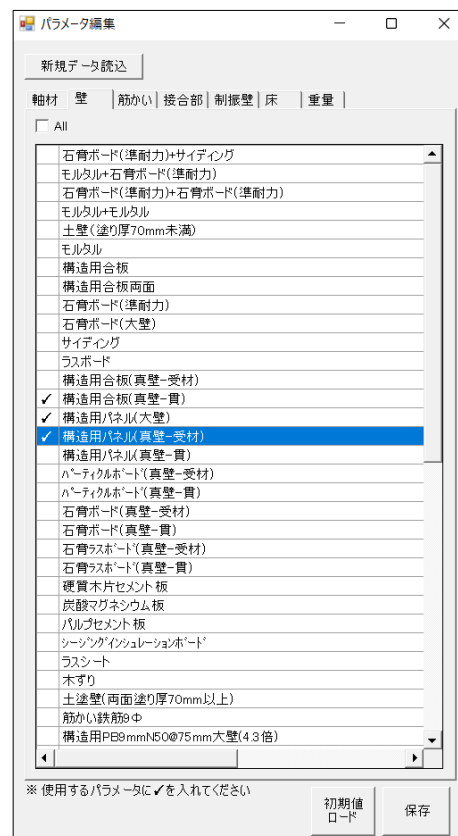 パラメータ編集
新規データ読込
軸材 壁 筋かい 接合部 制振壁 床 重量
All
石膏ボード(準耐力)+サイディング
モルタル+石膏ボード(準耐力)
石膏ボード(準耐力)+石膏ボード(準耐力)
モルタル+モルタル
土壁(塗り厚70mm未満)
モルタル
構造用合板
構造用合板両面
石膏ボード(準耐力)
石膏ボード(大壁)
サイディング
ラスボード
構造用合板(真壁-受材)
✓ 構造用合板(真壁-貫)
✓ 構造用パネル(大壁)
✓ 構造用パネル(真壁-受材)
構造用パネル(真壁-貫)
パーティクルボード(真壁-受材)
パーティクルボード(真壁-貫)
石膏ボード(真壁-受材)
石膏ボード(真壁-貫)
石膏ラスボード(真壁-受材)
石膏ラスボード(真壁-貫)
硬質木片セメント板
炭酸マグネシウム板
パルプセメント板
シージングインシュレーションボード
ラスシート
木ずり
土塗壁(両面塗り厚70mm以上)
筋かい鉄筋9Φ
構造用PB9mmN50@75mm大壁(4.3倍)
※ 使用するパラメータに✓を入れてください
初期値
ロード
保存